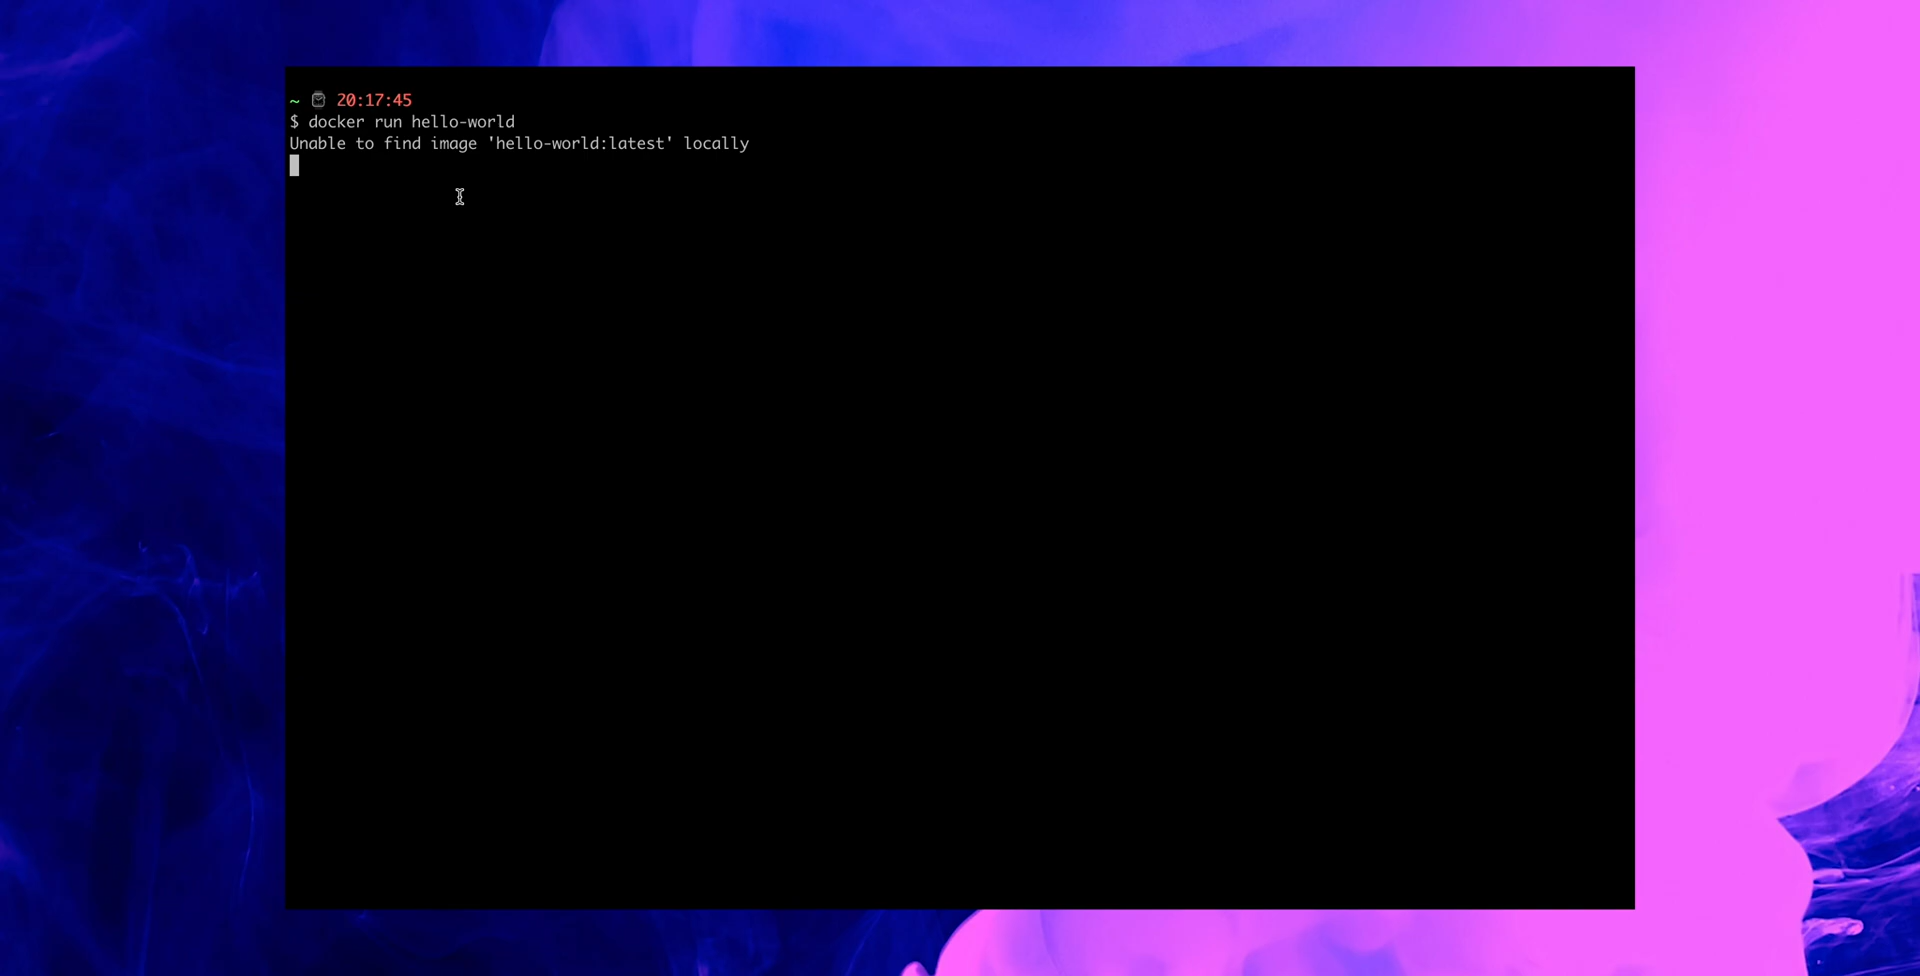 ~ ⌚ 20:17:45
$ docker run hello-world
Unable to find image 'hello-world:latest' locally